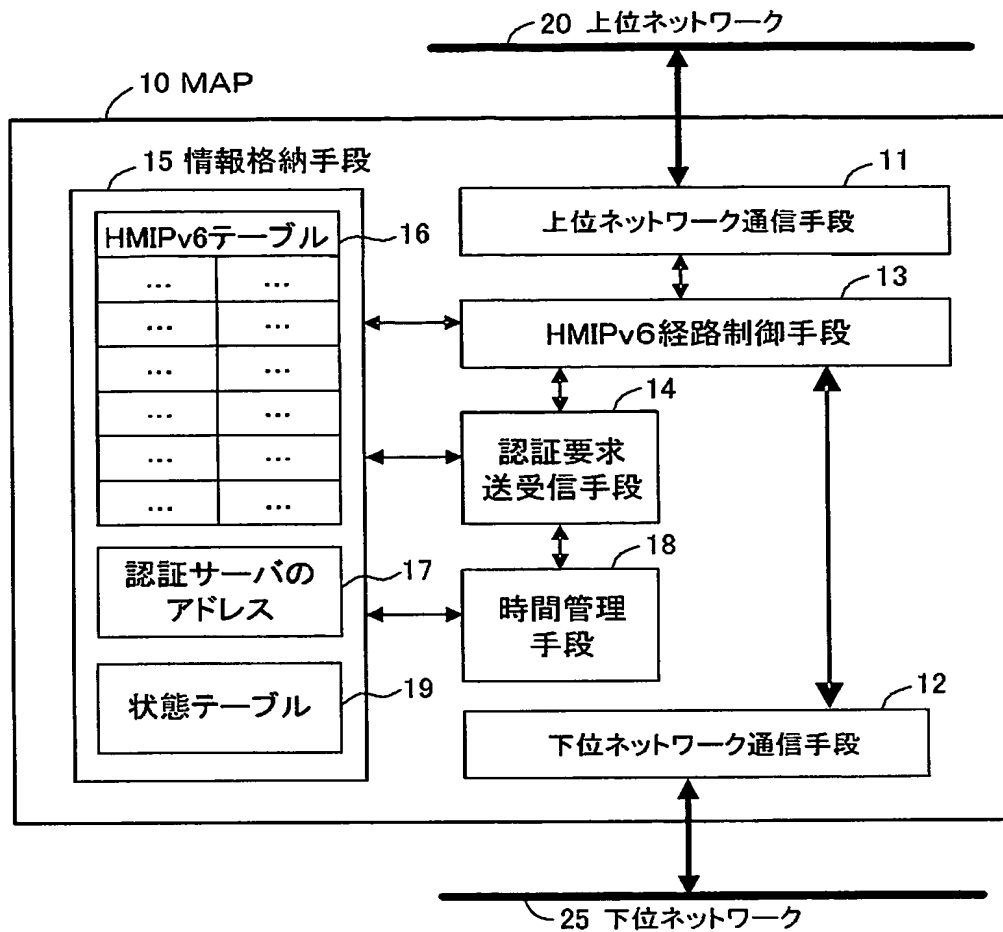 20 上位ネットワーク
10 MAP
15 情報格納手段
HMIPv6テーブル
16
... ...
... ...
... ...
... ...
... ...
... ...
認証サーバの
アドレス
17
状態テーブル
19
11
上位ネットワーク通信手段
13
HMIPv6経路制御手段
14
認証要求
送受信手段
18
時間管理
手段
12
下位ネットワーク通信手段
25 下位ネットワーク